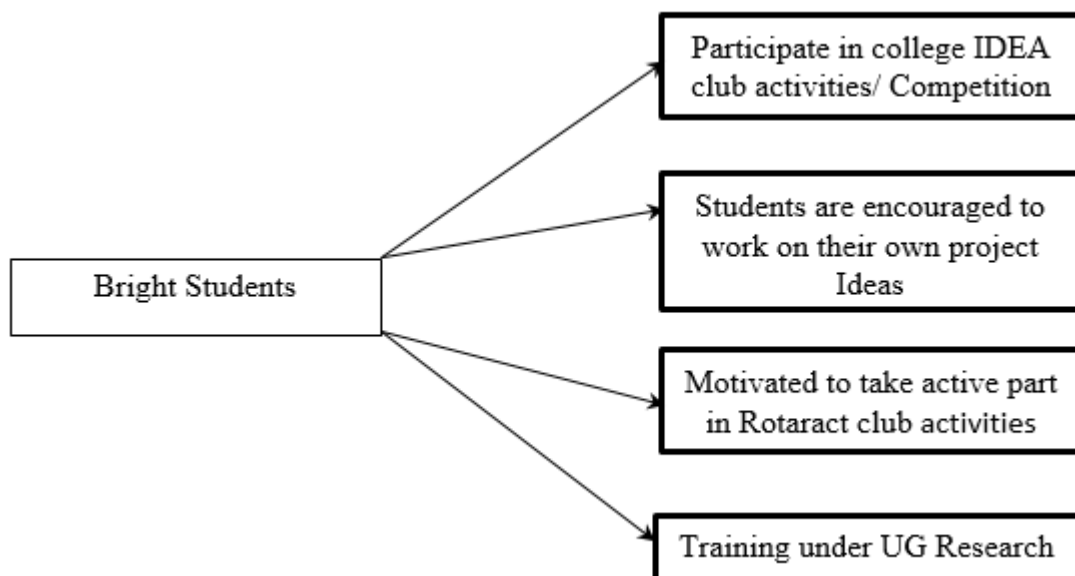 Participate in college IDEA
club activities/ Competition
Students are encouraged to
work on their own project
Ideas
Bright Students
Motivated to take active part
in Rotaract club activities
Training under UG Research